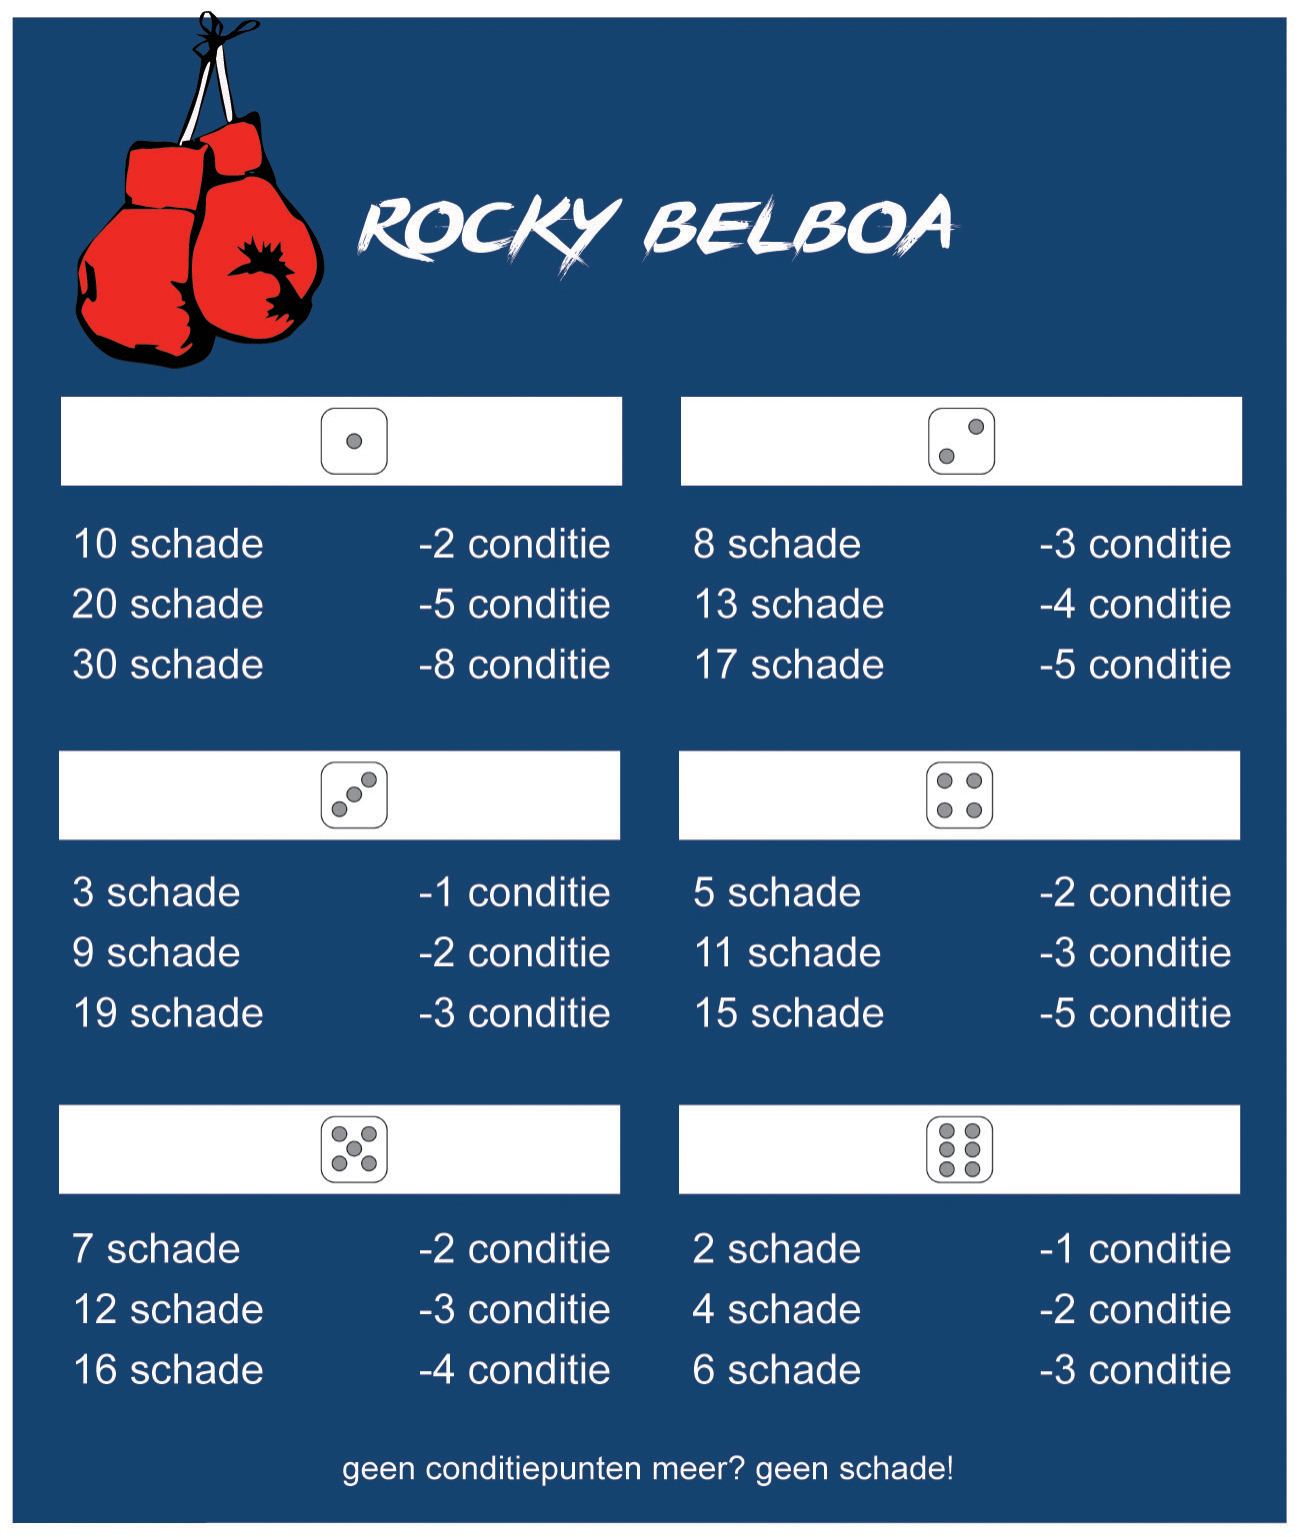 ROCKY BELBOA
10 schade -2 conditie
20 schade -5 conditie
30 schade -8 conditie
8 schade -3 conditie
13 schade -4 conditie
17 schade -5 conditie
3 schade -1 conditie
9 schade -2 conditie
19 schade -3 conditie
5 schade -2 conditie
11 schade -3 conditie
15 schade -5 conditie
7 schade -2 conditie
12 schade -3 conditie
16 schade -4 conditie
2 schade -1 conditie
4 schade -2 conditie
6 schade -3 conditie
geen conditiepunten meer? geen schade!